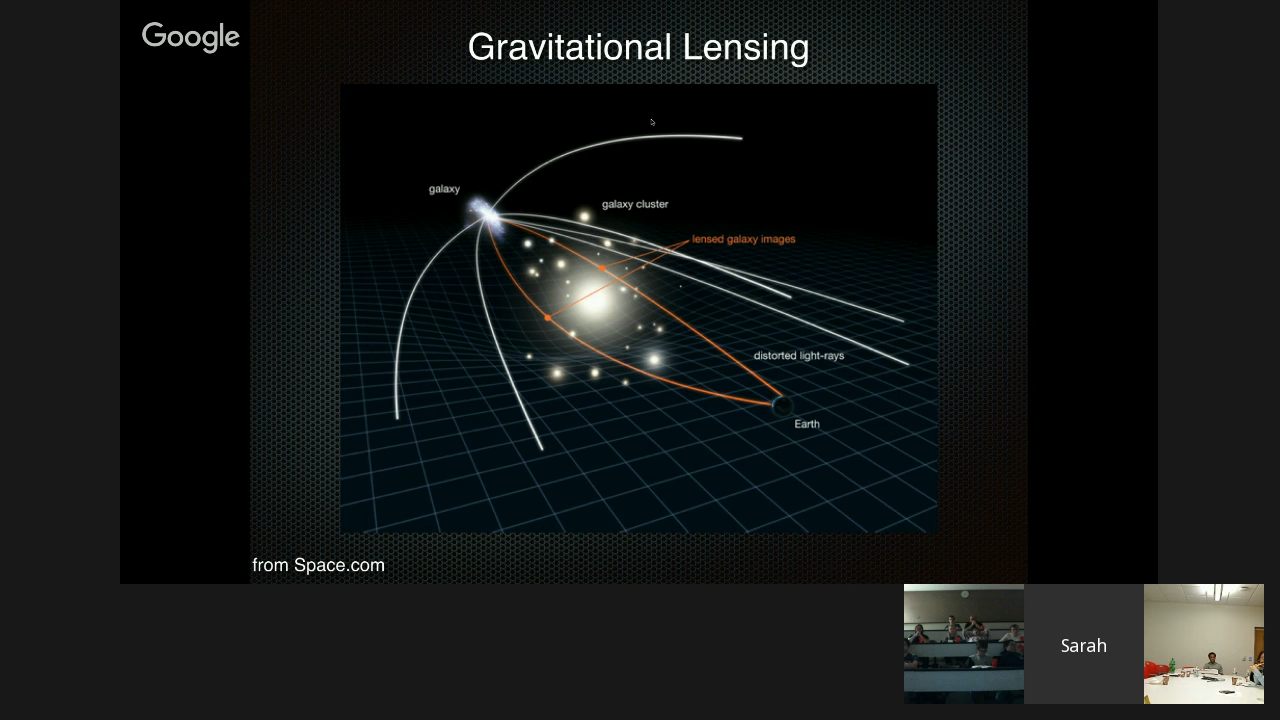 Google
Gravitational Lensing
galaxy
galaxy cluster
lensed galaxy images
distorted light-rays
Earth
from Space.com
Sarah